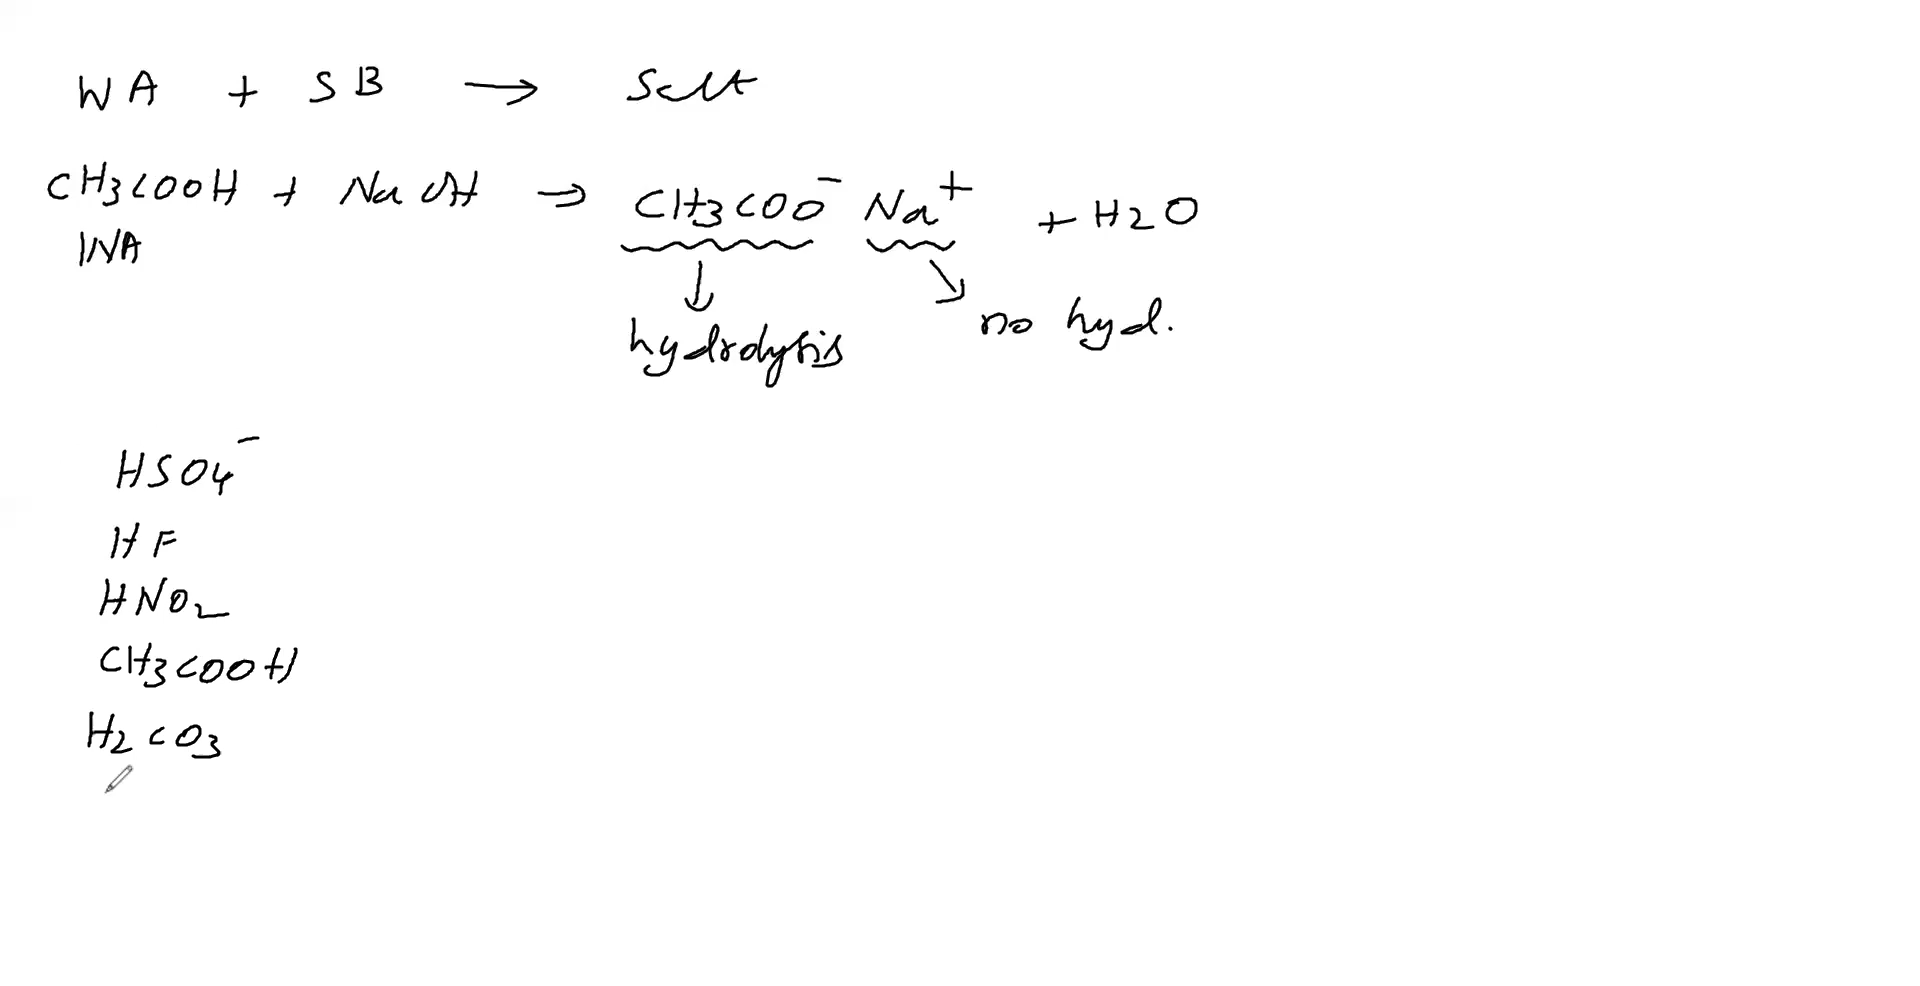 WA + SB → Salt
CH3COOH + NaOH → CH3COO⁻ Na⁺ + H2O
WA
↓ ↘
hydrolysis no hyd.
HSO4⁻
HF
HNO2
CH3COOH
H2CO3